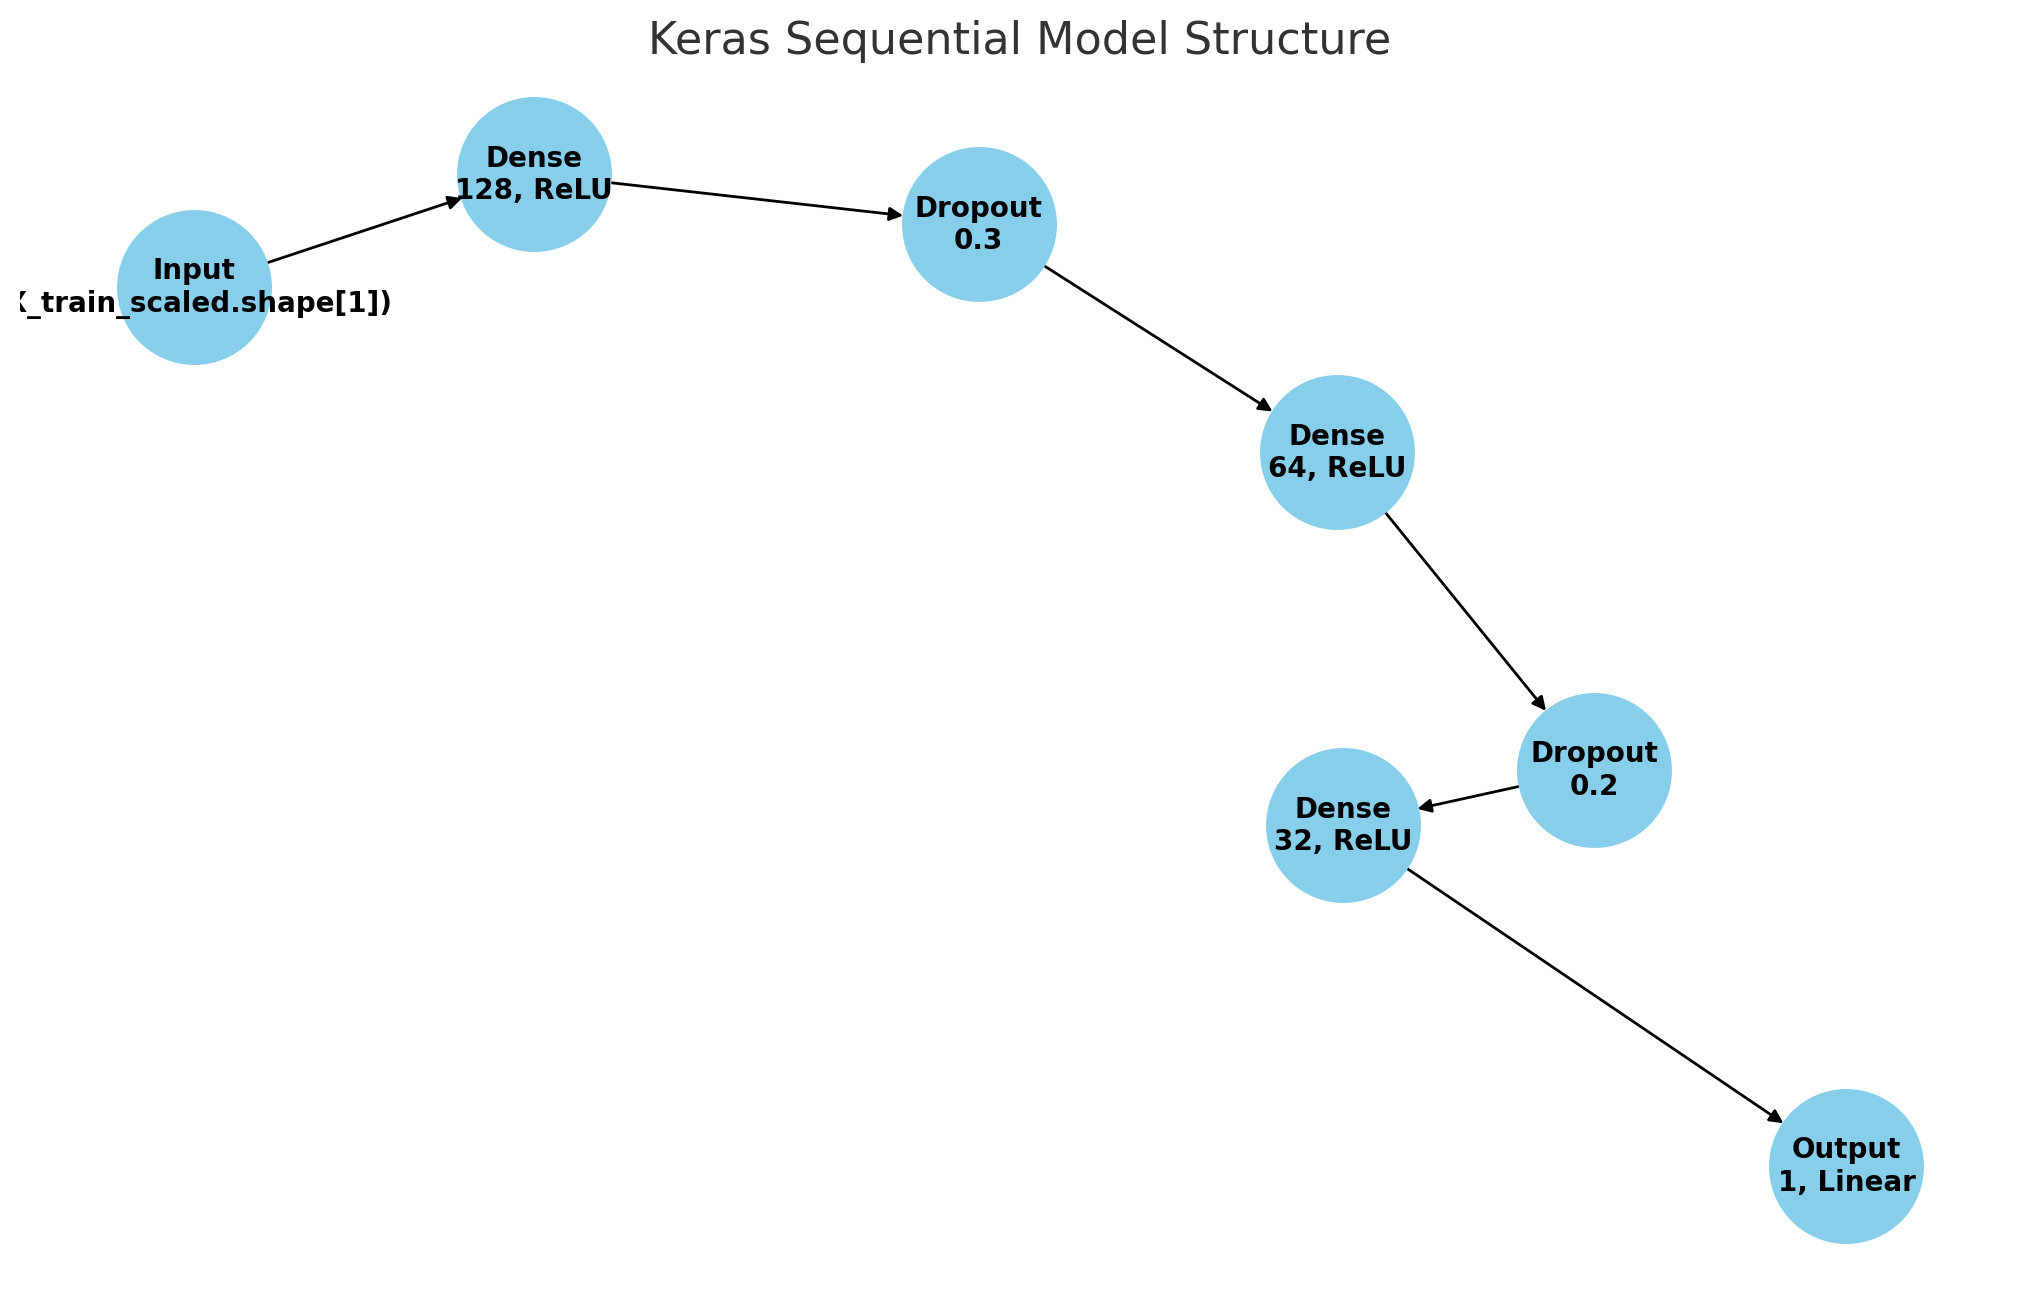 Keras Sequential Model Structure
Dense
128, ReLU
Dropout
0.3
Input
_train_scaled.shape[1])
Dense
64, ReLU
Dropout
0.2
Dense
32, ReLU
Output
1, Linear